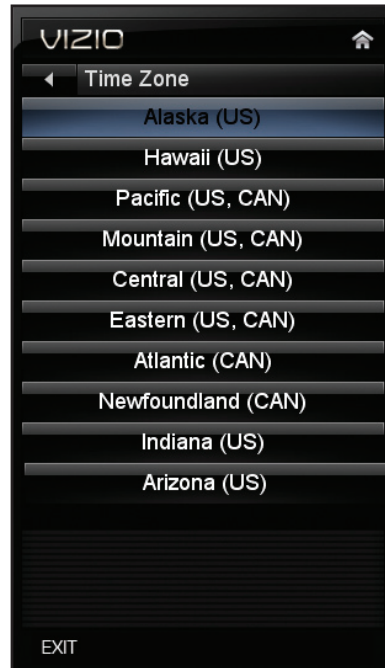 VIZIO
Time Zone
Alaska (US)
Hawaii (US)
Pacific (US, CAN)
Mountain (US, CAN)
Central (US, CAN)
Eastern (US, CAN)
Atlantic (CAN)
Newfoundland (CAN)
Indiana (US)
Arizona (US)
EXIT